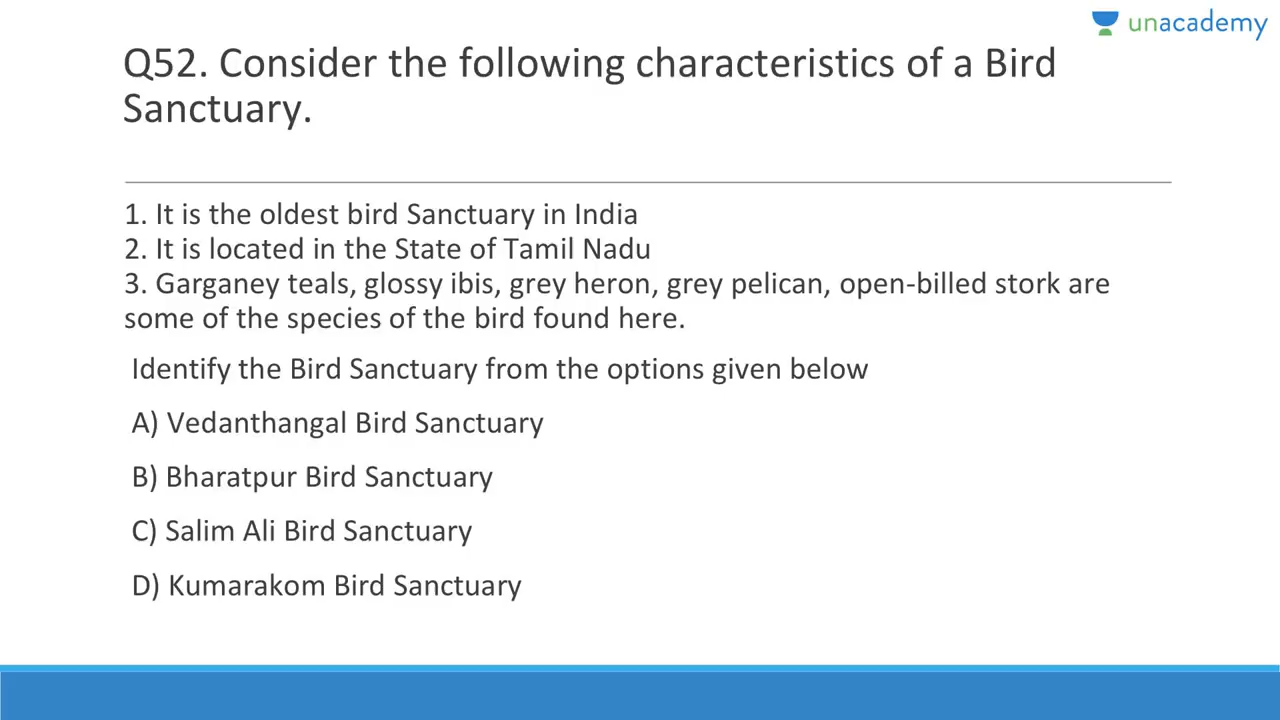 unacademy
Q52. Consider the following characteristics of a Bird
Sanctuary.
1. It is the oldest bird Sanctuary in India
2. It is located in the State of Tamil Nadu
3. Garganey teals, glossy ibis, grey heron, grey pelican, open-billed stork are
some of the species of the bird found here.
Identify the Bird Sanctuary from the options given below
A) Vedanthangal Bird Sanctuary
B) Bharatpur Bird Sanctuary
C) Salim Ali Bird Sanctuary
D) Kumarakom Bird Sanctuary